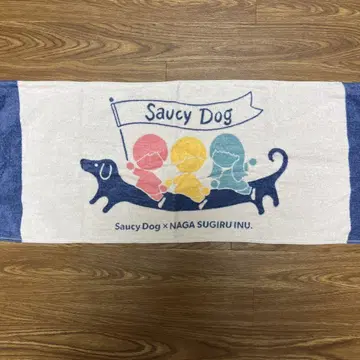 Saucy Dog
Saucy Dog × NAGA SUGIRU INU.